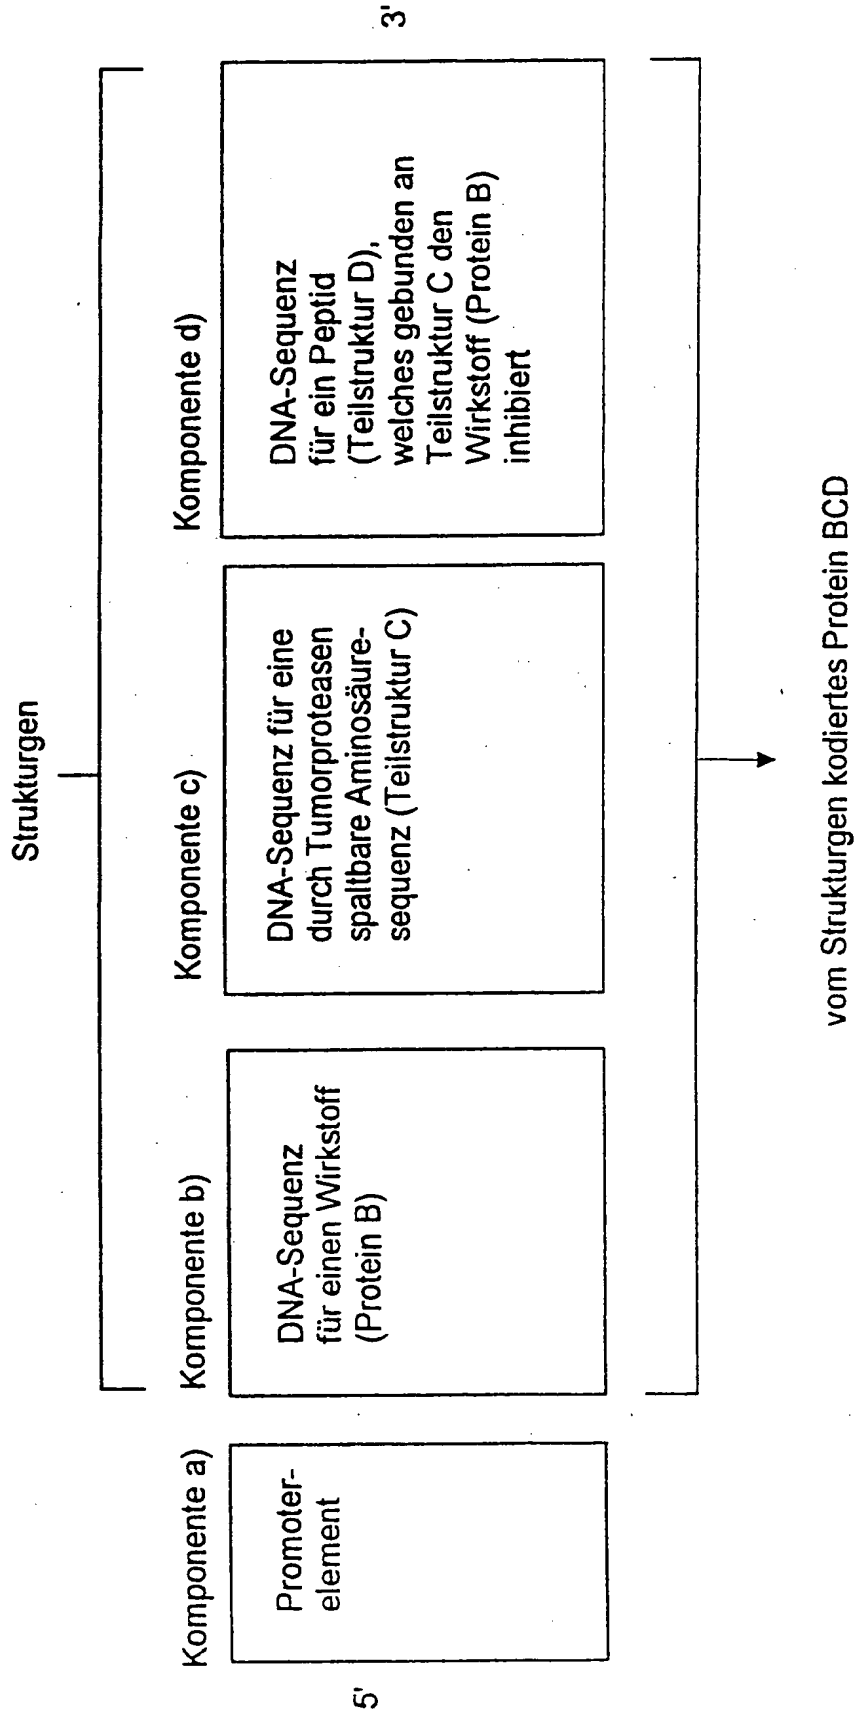 Strukturgen
5'
Komponente a)
Promoter-
element
Komponente b)
DNA-Sequenz
für einen Wirkstoff
(Protein B)
Komponente c)
DNA-Sequenz für eine
durch Tumorproteasen
spaltbare Aminosäure-
sequenz (Teilstruktur C)
Komponente d)
DNA-Sequenz
für ein Peptid
(Teilstruktur D),
welches gebunden an
Teilstruktur C den
Wirkstoff (Protein B)
inhibiert
3'
vom Strukturgen kodiertes Protein BCD